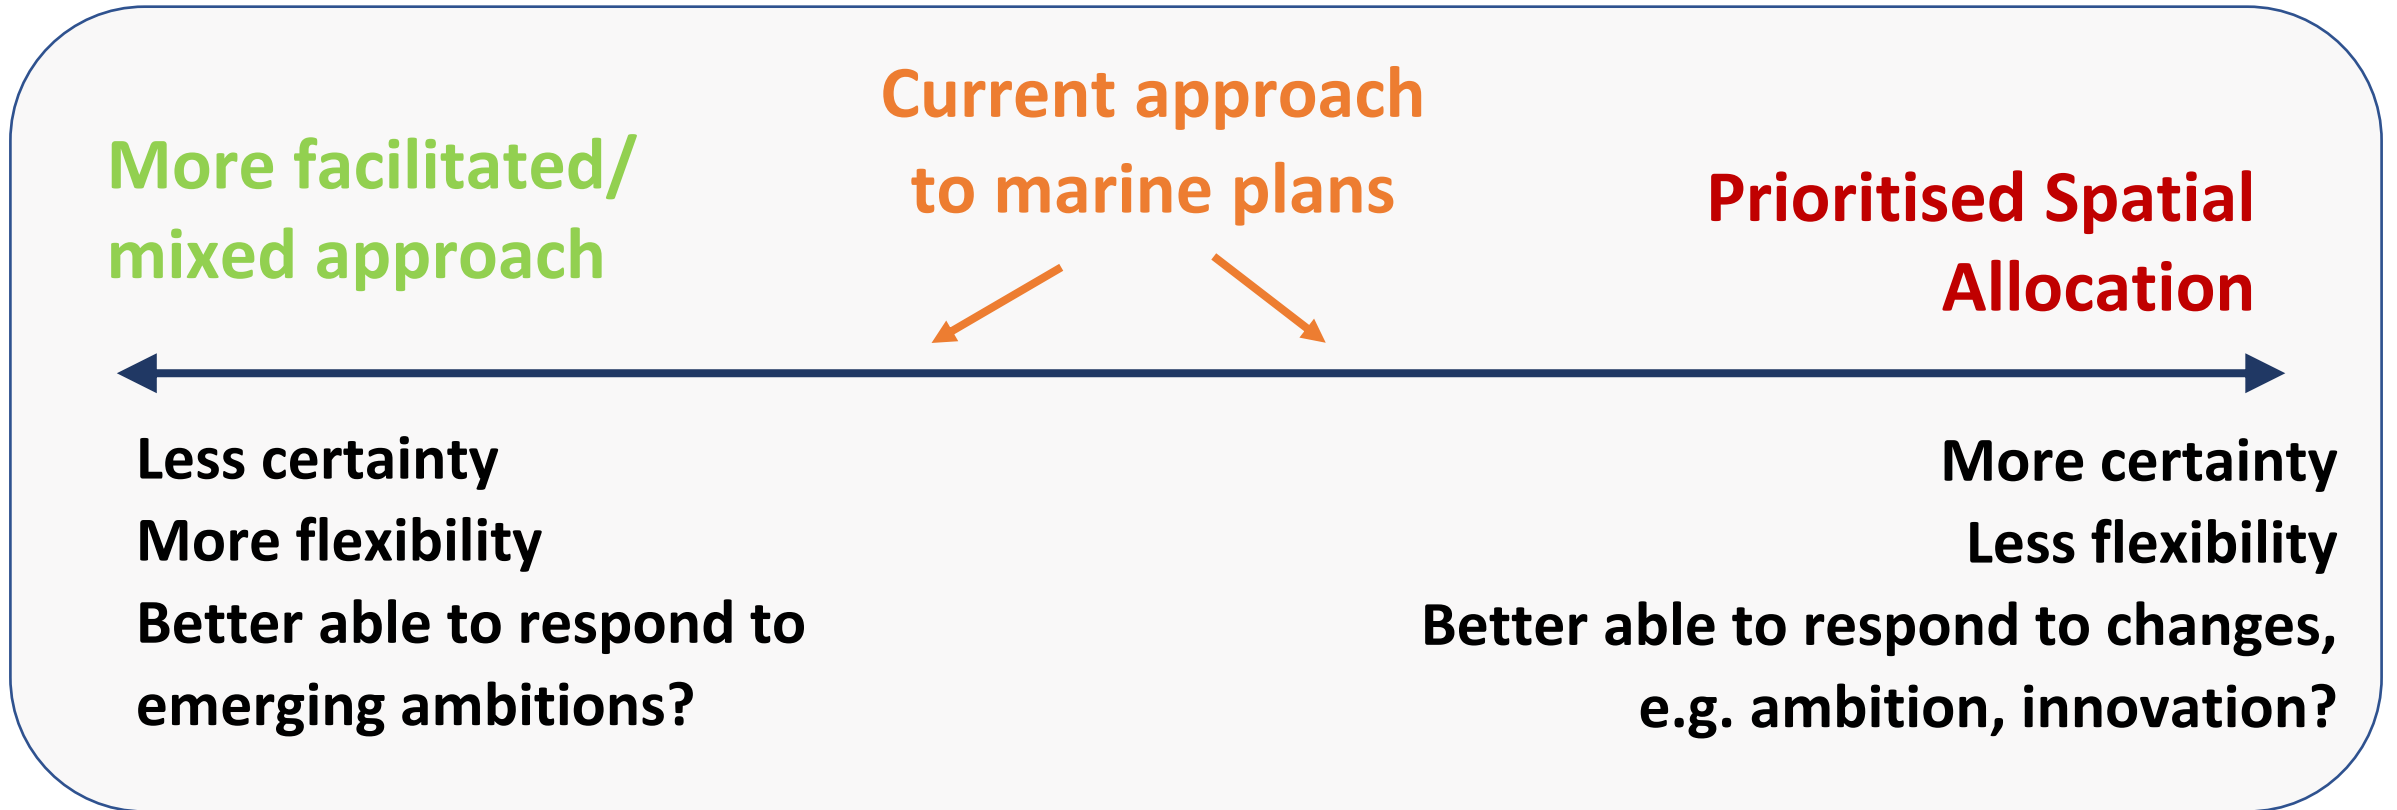 Current approach
to marine plans
More facilitated/
mixed approach
Prioritised Spatial
Allocation
Less certainty
More flexibility
Better able to respond to
emerging ambitions?
More certainty
Less flexibility
Better able to respond to changes,
e.g. ambition, innovation?